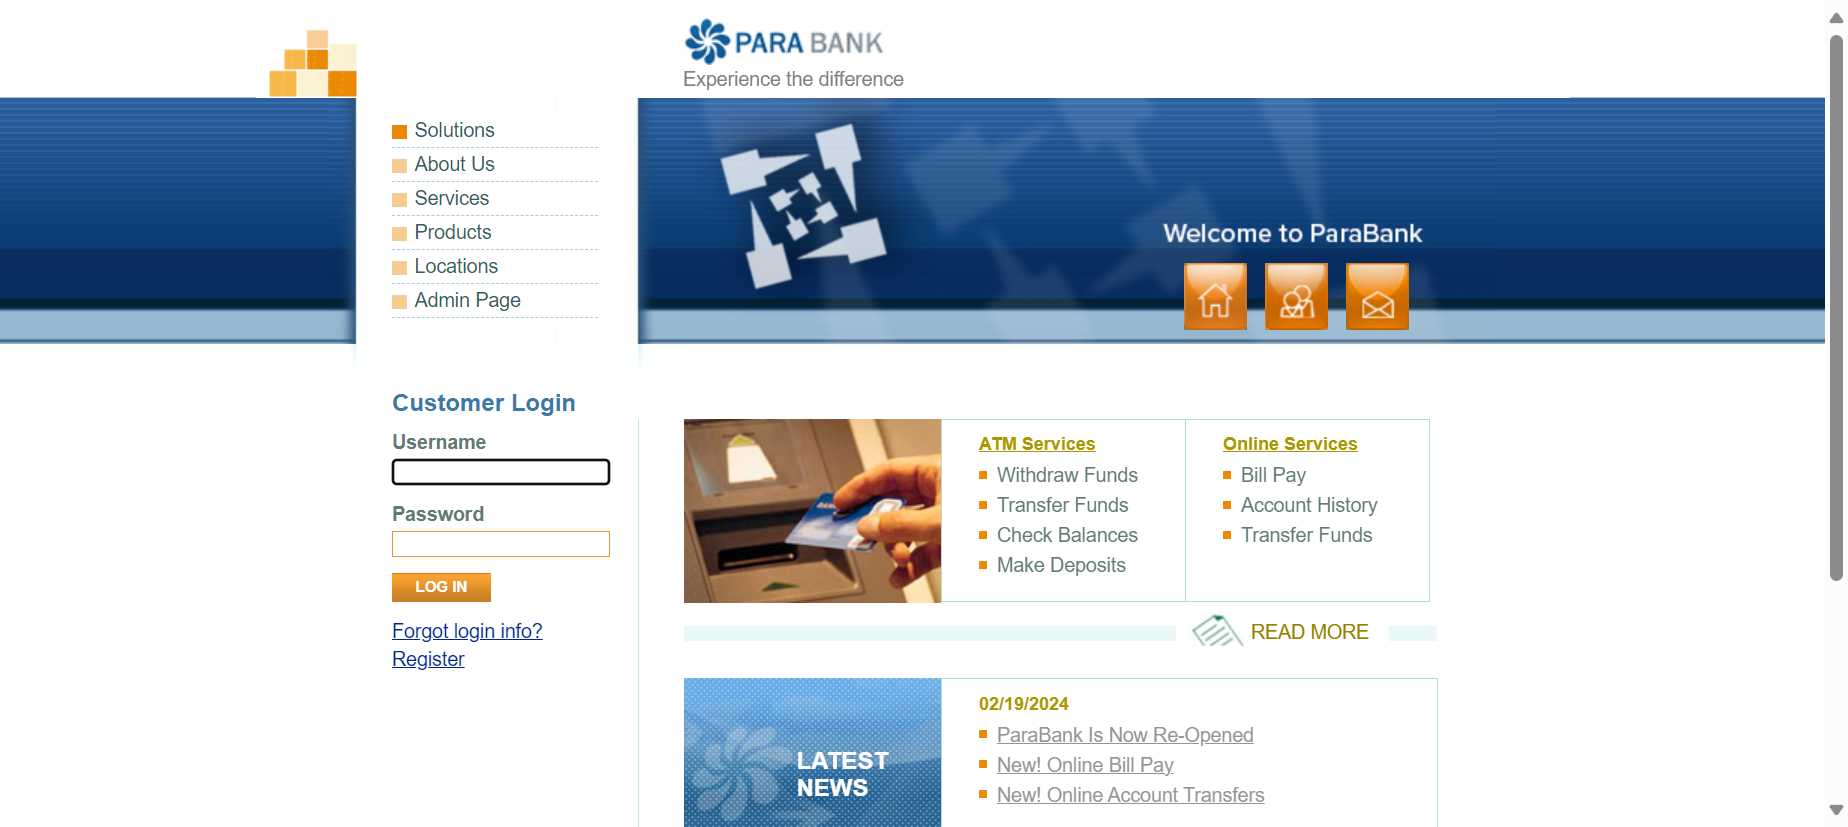 PARA BANK
Experience the difference
Solutions
About Us
Services
Products
Locations
Admin Page
Welcome to ParaBank
Customer Login
Username
Password
LOG IN
Forgot login info?
Register
ATM Services
Withdraw Funds
Transfer Funds
Check Balances
Make Deposits
Online Services
Bill Pay
Account History
Transfer Funds
READ MORE
LATEST
NEWS
02/19/2024
ParaBank Is Now Re-Opened
New! Online Bill Pay
New! Online Account Transfers